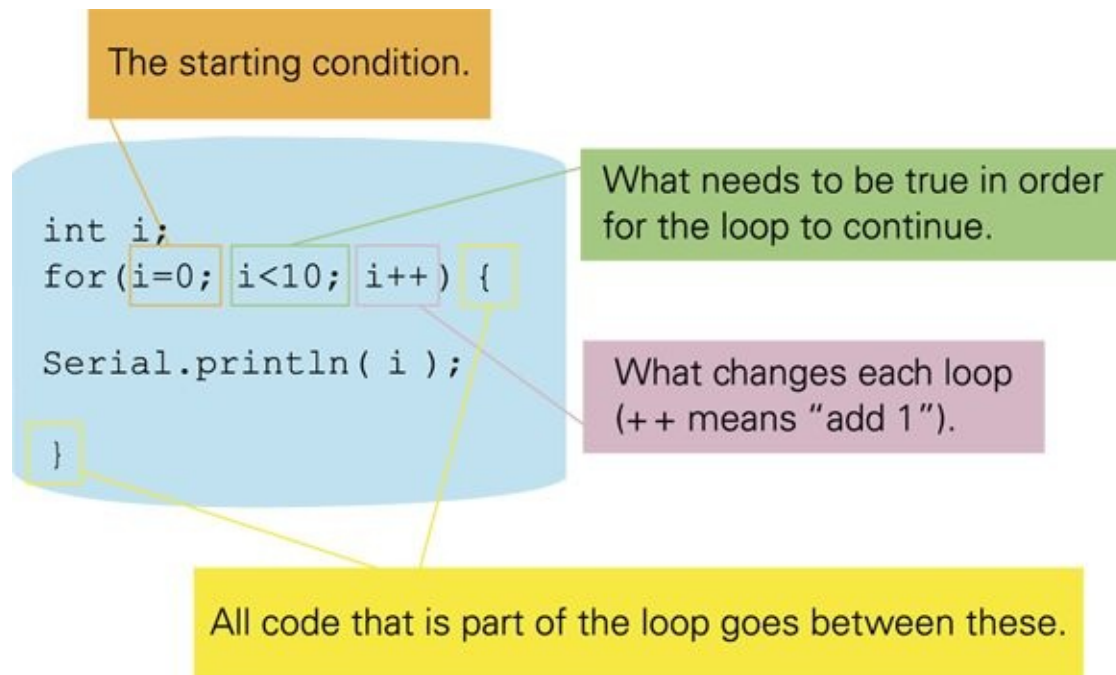 The starting condition.
What needs to be true in order
for the loop to continue.
int i;
for(i=0; i<10; i++) {
Serial.println( i );
}
What changes each loop
(++ means “add 1”).
All code that is part of the loop goes between these.